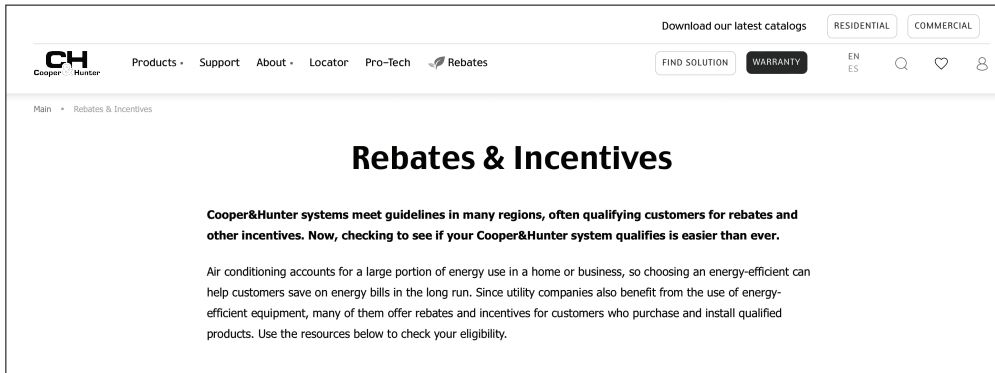 Download our latest catalogs RESIDENTIAL COMMERCIAL
CH
Cooper Hunter
Products Support About Locator Pro-Tech Rebates FIND SOLUTION WARRANTY EN
ES
Main • Rebates & Incentives
Rebates & Incentives
Cooper&Hunter systems meet guidelines in many regions, often qualifying customers for rebates and
other incentives. Now, checking to see if your Cooper&Hunter system qualifies is easier than ever.
Air conditioning accounts for a large portion of energy use in a home or business, so choosing an energy-efficient can
help customers save on energy bills in the long run. Since utility companies also benefit from the use of energy-
efficient equipment, many of them offer rebates and incentives for customers who purchase and install qualified
products. Use the resources below to check your eligibility.